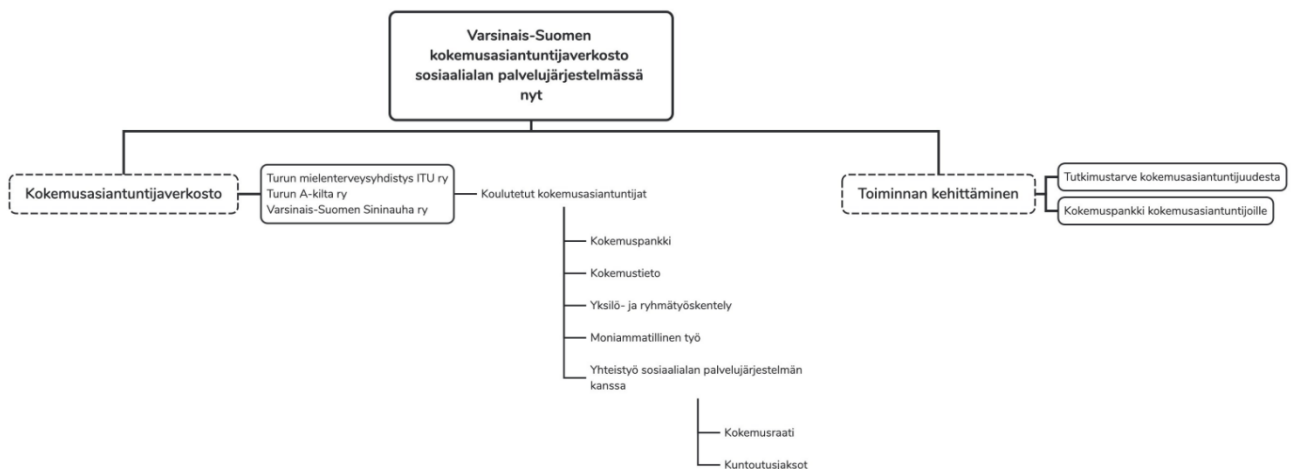 Varsinais-Suomen
kokemusasiantuntijaverkosto
sosiaalialan palvelujärjestelmässä
nyt
Kokemusasiantuntijaverkosto
Turun mielenterveysyhdistys ITU ry
Turun A-kilta ry
Varsinais-Suomen Sininauha ry
Koulutetut kokemusasiantuntijat
Kokemuspankki
Kokemustieto
Yksilö- ja ryhmätyöskentely
Moniammatillinen työ
Yhteistyö sosiaalialan palvelujärjestelmän
kanssa
Kokemusraati
Kuntoutusjaksot
Toiminnan kehittäminen
Tutkimustarve kokemusasiantuntijuudesta
Kokemuspankki kokemusasiantuntijoille